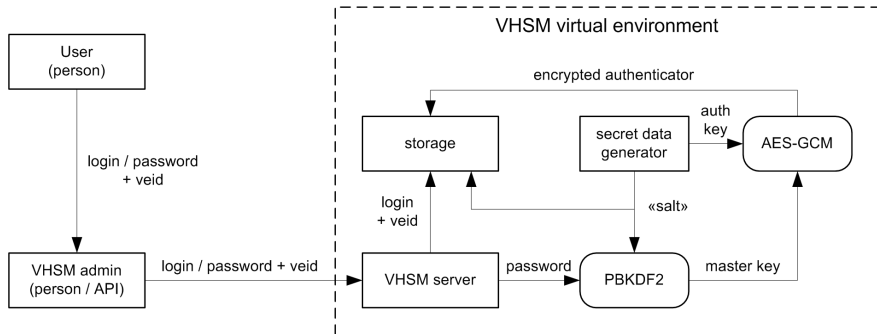 VHSM virtual environment
User
(person)
encrypted authenticator
storage
secret data
generator
auth
key
AES-GCM
login / password
+ veid
login
+ veid
«salt»
VHSM admin
(person / API)
login / password + veid
VHSM server
password
PBKDF2
master key